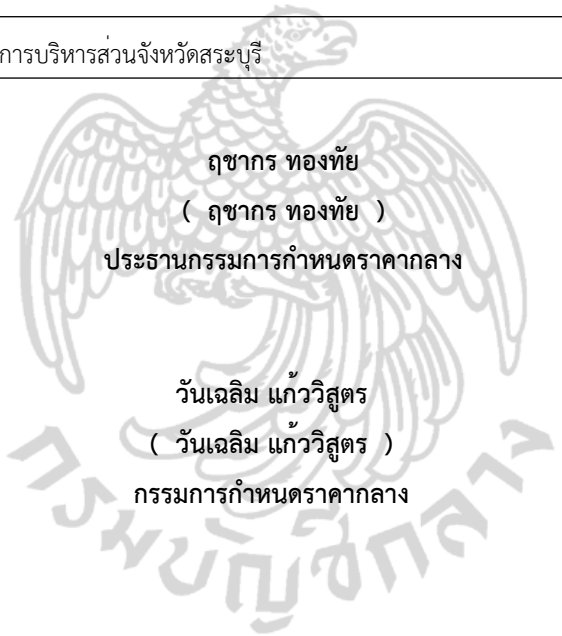 การบริหารส่วนจังหวัดสระบุรี
ฤชากร ทองทัย
( ฤชากร ทองทัย )
ประธานกรรมการกำหนดราคากลาง
วันเฉลิม แก้ววิสูตร
( วันเฉลิม แก้ววิสูตร )
กรรมการกำหนดราคากลาง
กรมบัญชีกลาง